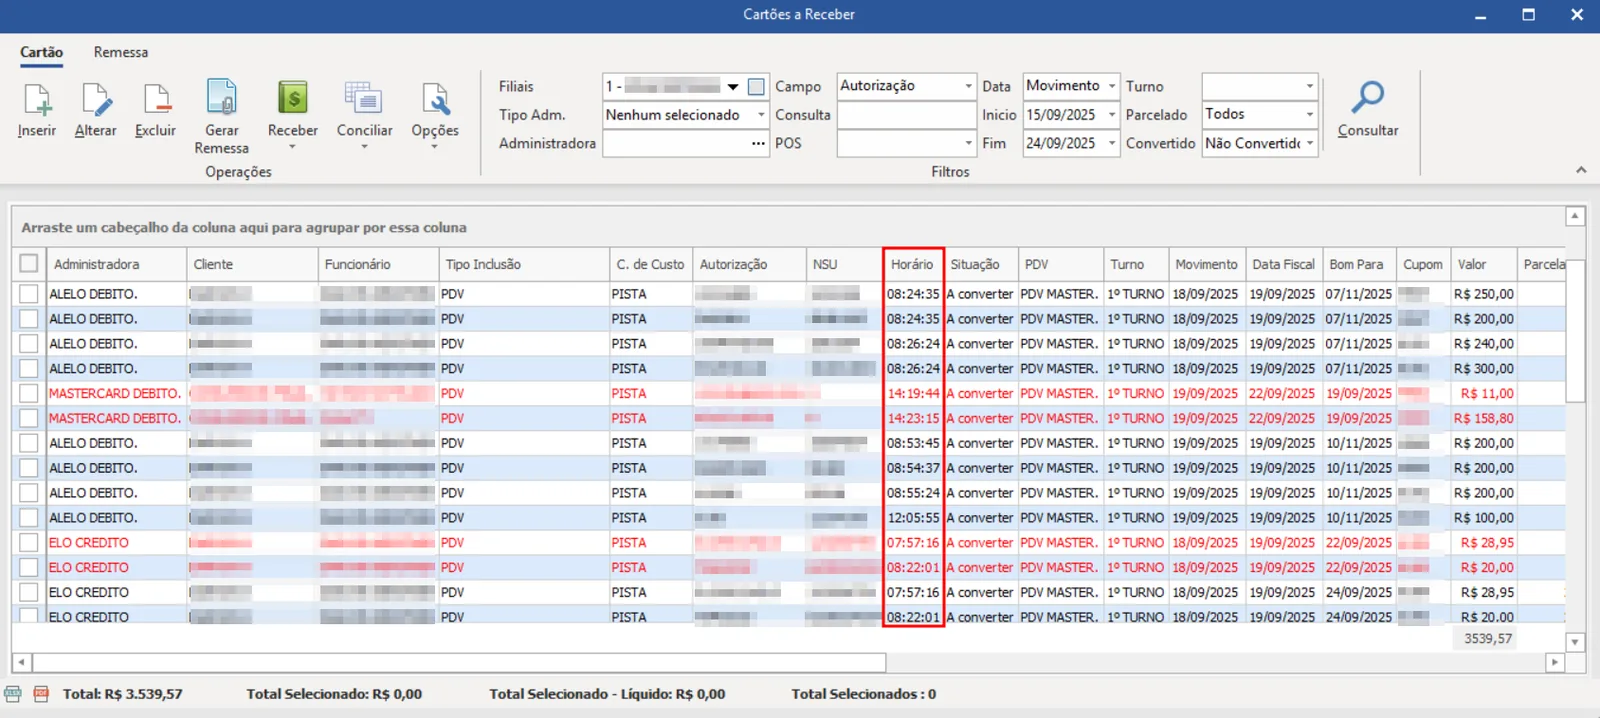 Cartões a Receber
Cartão Remessa
Inserir Alterar Excluir Gerar Remessa Receber Conciliar Opções
Operações
Filiais 1 - Campo Autorização Data Movimento Turno
Tipo Adm. Nenhum selecionado Consulta Inicio 15/09/2025 Parcelado Todos
Administradora ... POS Fim 24/09/2025 Convertido Não Convertido
Consultar
Filtros
Arraste um cabeçalho da coluna aqui para agrupar por essa coluna
Administradora Cliente Funcionário Tipo Inclusão C. de Custo Autorização NSU Horário Situação PDV Turno Movimento Data Fiscal Bom Para Cupom Valor Parcela
ALELO DEBITO. PDV PISTA 08:24:35 A converter PDV MASTER. 1º TURNO 18/09/2025 19/09/2025 07/11/2025 R$ 250,00
ALELO DEBITO. PDV PISTA 08:24:35 A converter PDV MASTER. 1º TURNO 18/09/2025 19/09/2025 07/11/2025 R$ 200,00
ALELO DEBITO. PDV PISTA 08:26:24 A converter PDV MASTER. 1º TURNO 18/09/2025 19/09/2025 07/11/2025 R$ 240,00
ALELO DEBITO. PDV PISTA 08:26:24 A converter PDV MASTER. 1º TURNO 18/09/2025 19/09/2025 07/11/2025 R$ 300,00
MASTERCARD DEBITO. PDV PISTA 14:19:44 A converter PDV MASTER. 1º TURNO 19/09/2025 22/09/2025 19/09/2025 R$ 11,00
MASTERCARD DEBITO. PDV PISTA 14:23:15 A converter PDV MASTER. 1º TURNO 19/09/2025 22/09/2025 19/09/2025 R$ 158,80
ALELO DEBITO. PDV PISTA 08:53:45 A converter PDV MASTER. 1º TURNO 19/09/2025 19/09/2025 10/11/2025 R$ 200,00
ALELO DEBITO. PDV PISTA 08:54:37 A converter PDV MASTER. 1º TURNO 19/09/2025 19/09/2025 10/11/2025 R$ 200,00
ALELO DEBITO. PDV PISTA 08:55:24 A converter PDV MASTER. 1º TURNO 19/09/2025 19/09/2025 10/11/2025 R$ 200,00
ALELO DEBITO. PDV PISTA 12:05:55 A converter PDV MASTER. 1º TURNO 19/09/2025 19/09/2025 10/11/2025 R$ 100,00
ELO CREDITO PDV PISTA 07:57:16 A converter PDV MASTER. 1º TURNO 18/09/2025 19/09/2025 22/09/2025 R$ 28,95
ELO CREDITO PDV PISTA 08:22:01 A converter PDV MASTER. 1º TURNO 18/09/2025 19/09/2025 22/09/2025 R$ 20,00
ELO CREDITO PDV PISTA 07:57:16 A converter PDV MASTER. 1º TURNO 18/09/2025 19/09/2025 24/09/2025 R$ 28,95
ELO CREDITO PDV PISTA 08:22:01 A converter PDV MASTER. 1º TURNO 18/09/2025 19/09/2025 24/09/2025 R$ 20,00
3539,57
Total: R$ 3.539,57 Total Selecionado: R$ 0,00 Total Selecionado - Líquido: R$ 0,00 Total Selecionados : 0